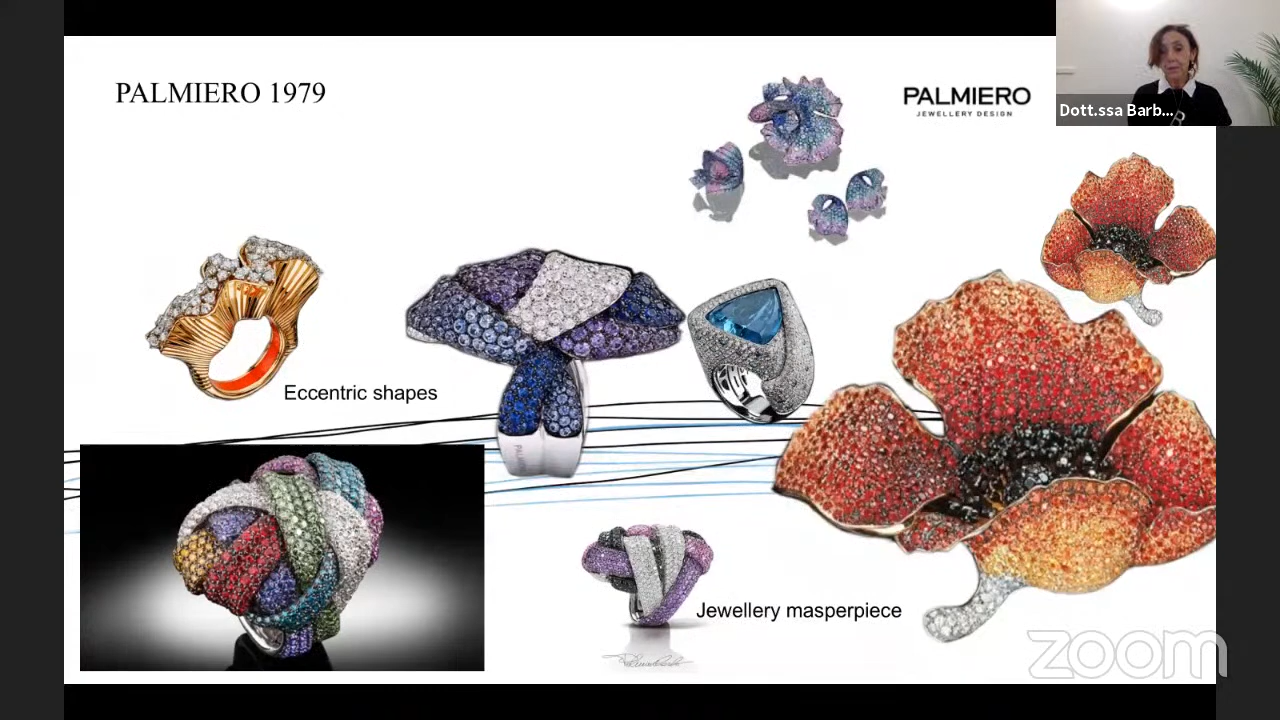 PALMIERO 1979
PALMIERO
JEWELLERY DESIGN
Dott.ssa Barb...
Eccentric shapes
Jewellery masperpiece
zoom